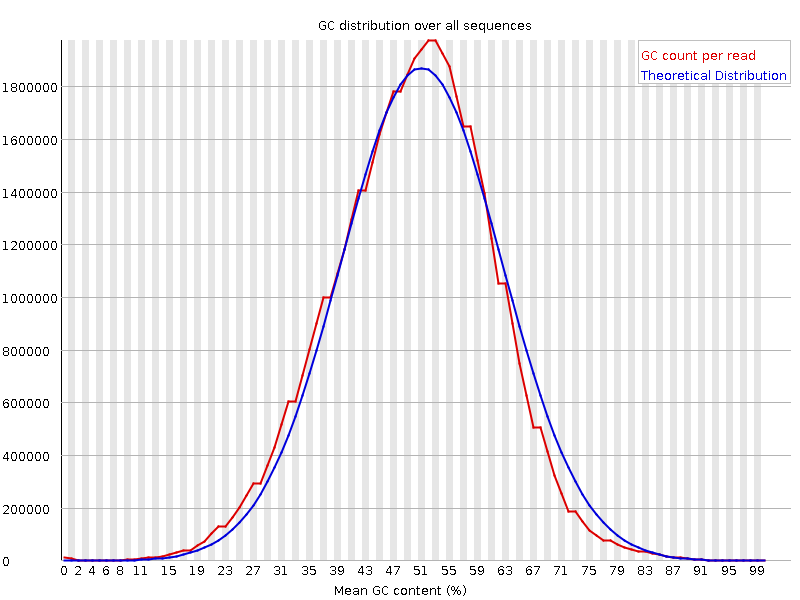 GC distribution over all sequences
GC count per read
Theoretical Distribution
1800000
1600000
1400000
1200000
1000000
800000
600000
400000
200000
0
0 2 4 6 8 11 15 19 23 27 31 35 39 43 47 51 55 59 63 67 71 75 79 83 87 91 95 99
Mean GC content (%)